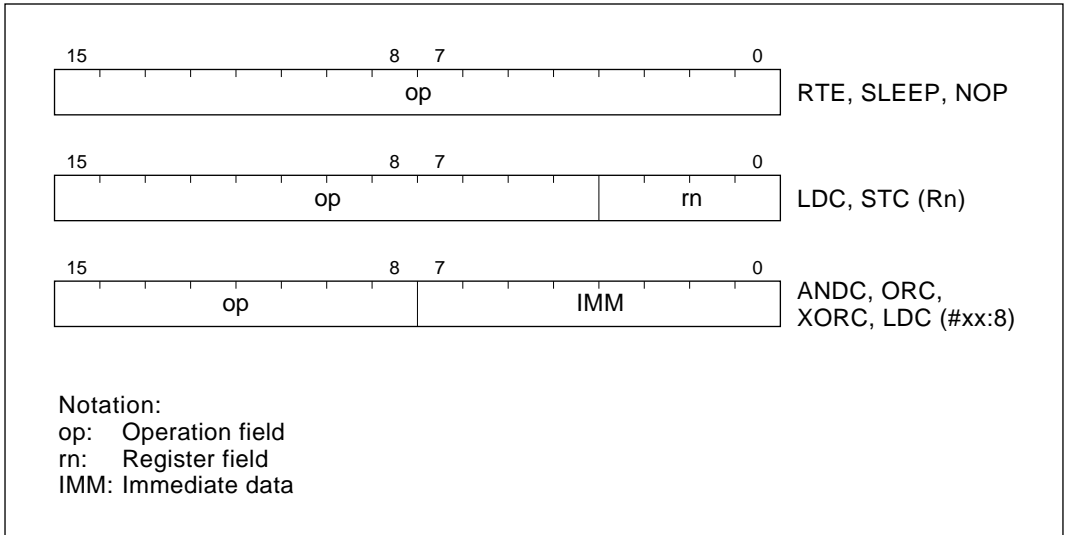 15 8 7 0
op RTE, SLEEP, NOP
15 8 7 0
op rn LDC, STC (Rn)
15 8 7 0
op IMM ANDC, ORC,
XORC, LDC (#xx:8)
Notation:
op: Operation field
rn: Register field
IMM: Immediate data